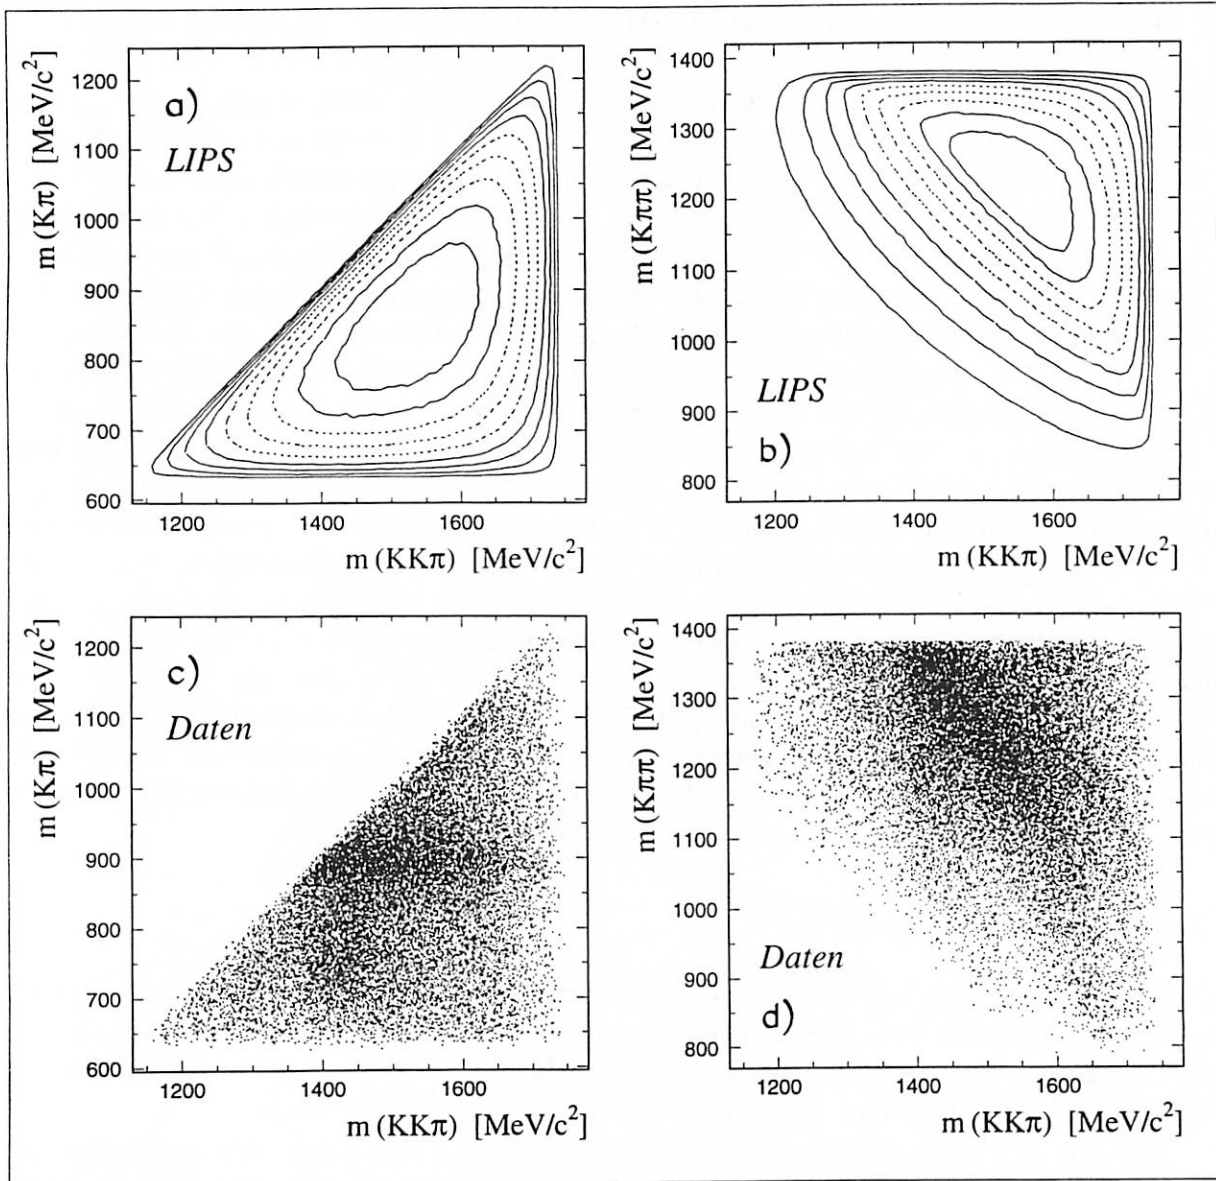 a)
LIPS
m (Kπ) [MeV/c²]
1200
1100
1000
900
800
700
600
1200 1400 1600
m (KKπ) [MeV/c²]
b)
LIPS
m (Kππ) [MeV/c²]
1400
1300
1200
1100
1000
900
800
1200 1400 1600
m (KKπ) [MeV/c²]
c)
Daten
m (Kπ) [MeV/c²]
1200
1100
1000
900
800
700
600
1200 1400 1600
m (KKπ) [MeV/c²]
d)
Daten
m (Kππ) [MeV/c²]
1400
1300
1200
1100
1000
900
800
1200 1400 1600
m (KKπ) [MeV/c²]